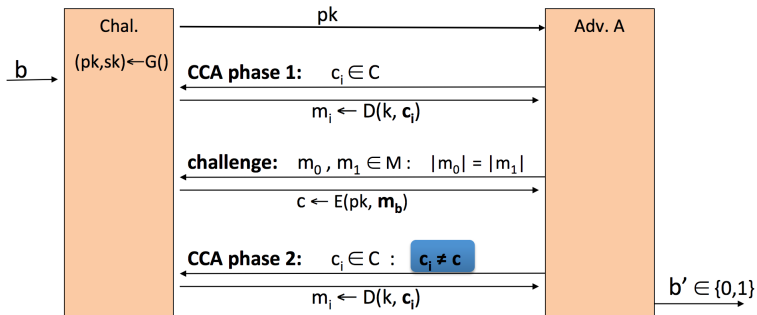 pk
Chal.
Adv. A
(pk,sk)←G()
b
CCA phase 1: cᵢ ∈ C
mᵢ ← D(k, cᵢ)
challenge: m₀ , m₁ ∈ M : |m₀| = |m₁|
c ← E(pk, m_b)
CCA phase 2: cᵢ ∈ C : cᵢ ≠ c
mᵢ ← D(k, cᵢ)
b’ ∈ {0,1}